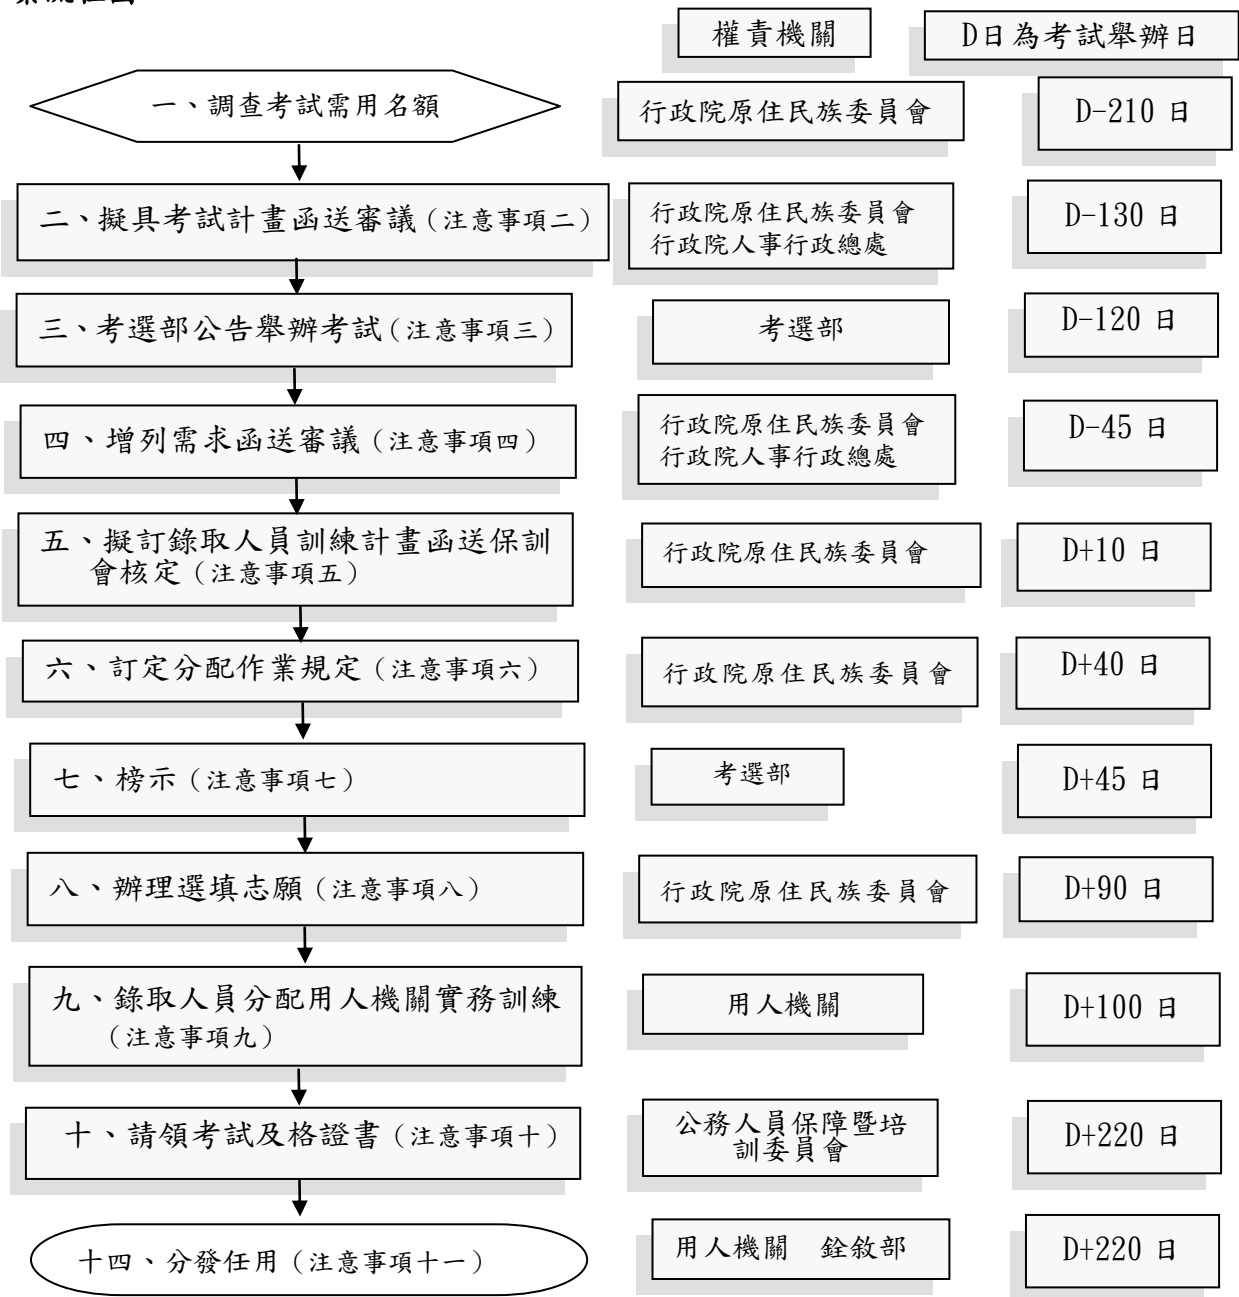 權責機關
D日為考試舉辦日
一、調查考試需用名額
行政院原住民族委員會
D-210 日
二、擬具考試計畫函送審議(注意事項二)
行政院原住民族委員會
行政院人事行政總處
D-130 日
三、考選部公告舉辦考試(注意事項三)
考選部
D-120 日
四、增列需求函送審議(注意事項四)
行政院原住民族委員會
行政院人事行政總處
D-45 日
五、擬訂錄取人員訓練計畫函送保訓
會核定(注意事項五)
行政院原住民族委員會
D+10 日
六、訂定分配作業規定(注意事項六)
行政院原住民族委員會
D+40 日
七、榜示(注意事項七)
考選部
D+45 日
八、辦理選填志願(注意事項八)
行政院原住民族委員會
D+90 日
九、錄取人員分配用人機關實務訓練
(注意事項九)
用人機關
D+100 日
十、請領考試及格證書(注意事項十)
公務人員保障暨培
訓委員會
D+220 日
十四、分發任用(注意事項十一)
用人機關 銓敘部
D+220 日